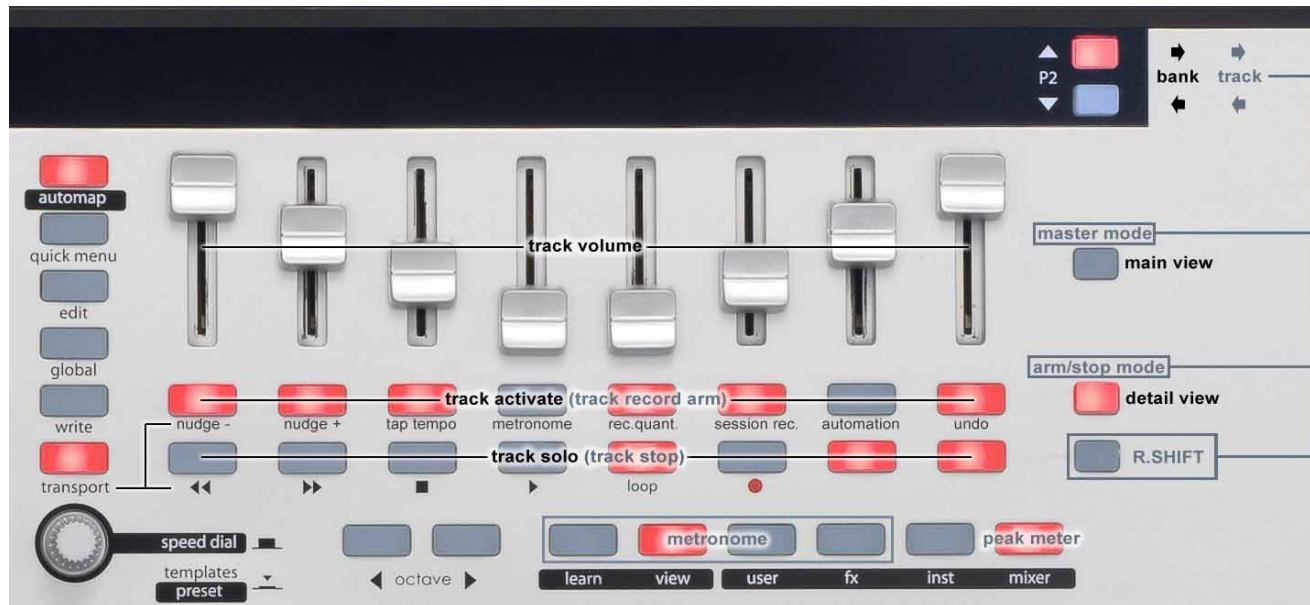 P2
bank track
automap
quick menu
edit
global
write
transport
track volume
master mode
main view
arm/stop mode
detail view
R.SHIFT
track activate (track record arm)
nudge - nudge + tap tempo metronome rec.quant. session rec. automation undo
track solo (track stop)
loop
speed dial
templates
preset
octave
metronome
peak meter
learn view user fx inst mixer